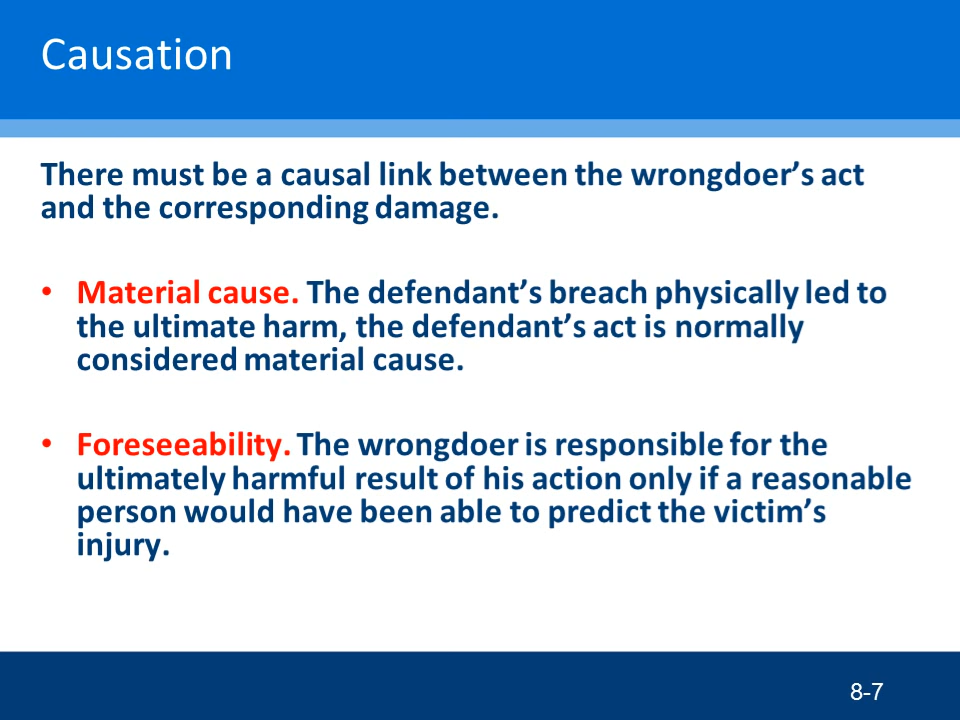 Causation
There must be a causal link between the wrongdoer’s act
and the corresponding damage.
• Material cause. The defendant’s breach physically led to
the ultimate harm, the defendant’s act is normally
considered material cause.
• Foreseeability. The wrongdoer is responsible for the
ultimately harmful result of his action only if a reasonable
person would have been able to predict the victim’s
injury.
8-7